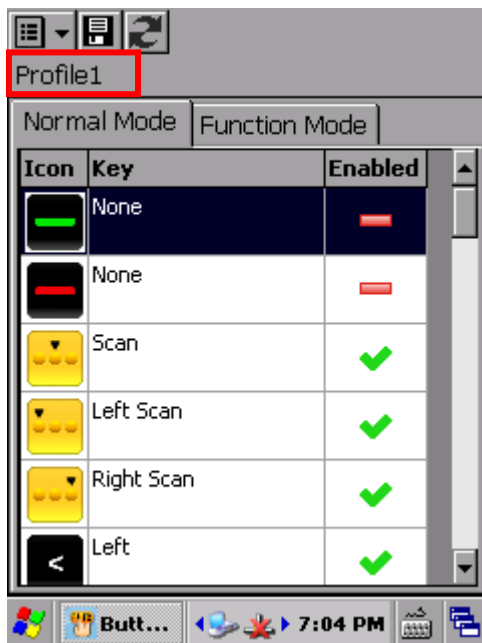 Profile1
Normal Mode Function Mode
Icon Key Enabled
None
None
Scan
Left Scan
Right Scan
< Left
Butt... 7:04 PM